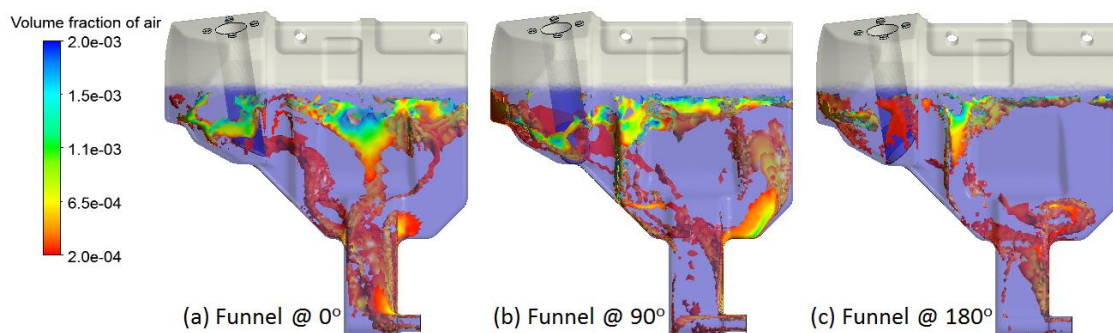 Volume fraction of air
2.0e-03
1.5e-03
1.1e-03
6.5e-04
2.0e-04
(a) Funnel @ 0°
(b) Funnel @ 90°
(c) Funnel @ 180°